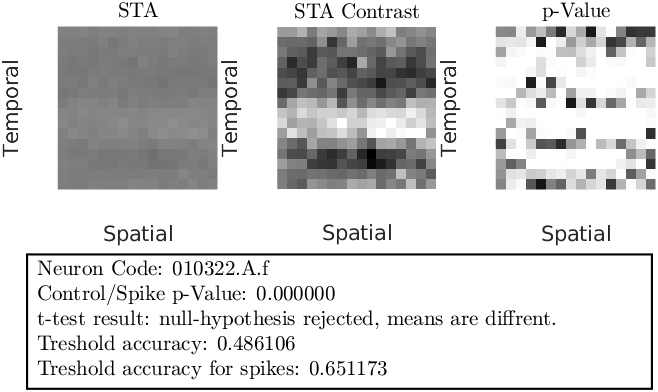 STA
STA Contrast
p-Value
Temporal
Temporal
Temporal
Spatial
Spatial
Spatial
Neuron Code: 010322.A.f
Control/Spike p-Value: 0.000000
t-test result: null-hypothesis rejected, means are diffrent.
Treshold accuracy: 0.486106
Treshold accuracy for spikes: 0.651173